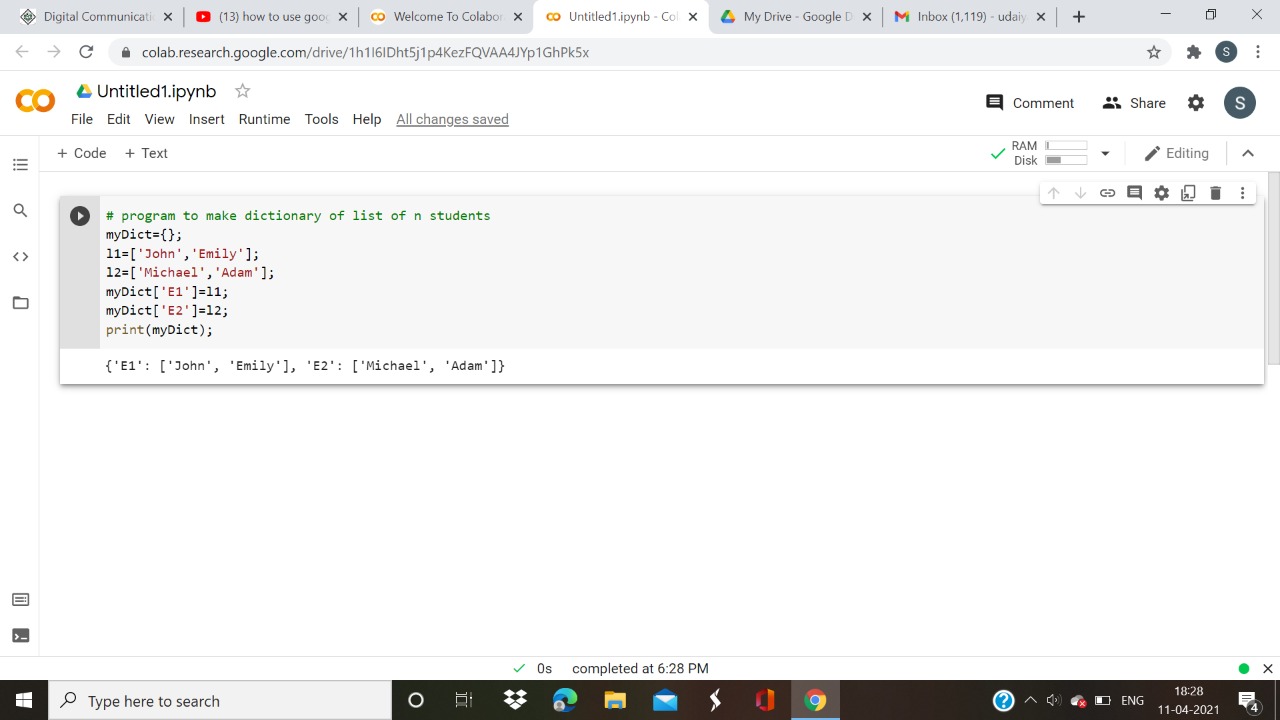 Digital Communicati
(13) how to use goog
Welcome To Colabor
Untitled1.ipynb - Co
My Drive - Google D
Inbox (1,119) - udaiy
colab.research.google.com/drive/1h1I6IDht5j1p4KezFQVAA4JYp1GhPk5x
S
Untitled1.ipynb
Comment
Share
S
File Edit View Insert Runtime Tools Help All changes saved
+ Code + Text
RAM
Disk
Editing
# program to make dictionary of list of n students
myDict={};
l1=['John','Emily'];
l2=['Michael','Adam'];
myDict['E1']=l1;
myDict['E2']=l2;
print(myDict);
{'E1': ['John', 'Emily'], 'E2': ['Michael', 'Adam']}
0s completed at 6:28 PM
Type here to search
ENG
18:28
11-04-2021
4